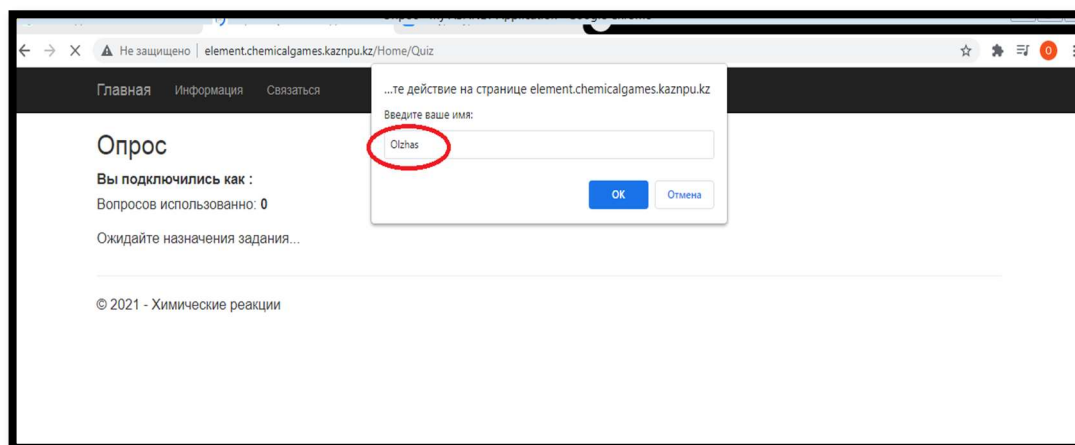 Не защищено | element.chemicalgames.kaznpu.kz/Home/Quiz
O
Главная Информация Связаться
...те действие на странице element.chemicalgames.kaznpu.kz
Введите ваше имя:
Olzhas
OK Отмена
Опрос
Вы подключились как :
Вопросов использованно: 0
Ожидайте назначения задания...
© 2021 - Химические реакции